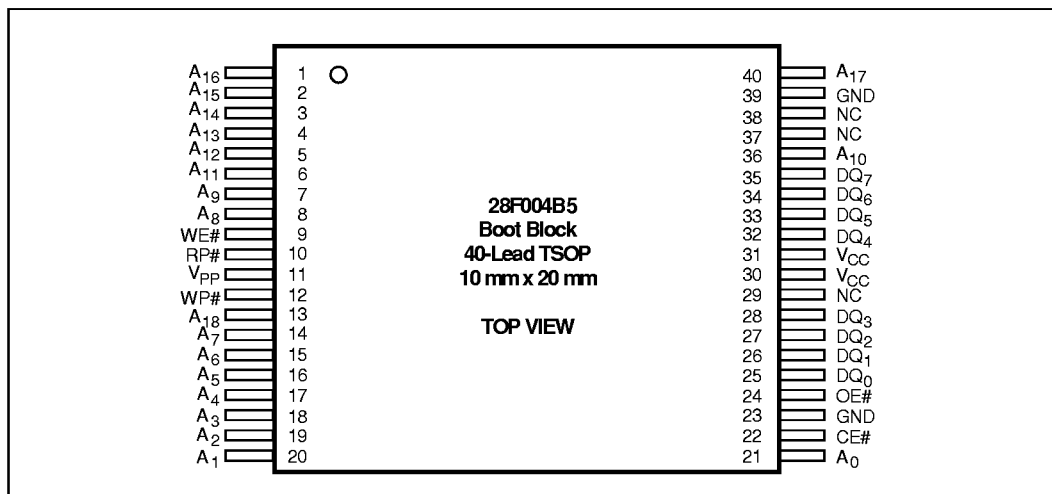 A16 1 40 A17
A15 2 39 GND
A14 3 38 NC
A13 4 37 NC
A12 5 36 A10
A11 6 35 DQ7
A9 7 34 DQ6
A8 8 28F004B5 33 DQ5
WE# 9 Boot Block 32 DQ4
RP# 10 40-Lead TSOP 31 VCC
VPP 11 10 mm x 20 mm 30 VCC
WP# 12 29 NC
A18 13 28 DQ3
A7 14 TOP VIEW 27 DQ2
A6 15 26 DQ1
A5 16 25 DQ0
A4 17 24 OE#
A3 18 23 GND
A2 19 22 CE#
A1 20 21 A0